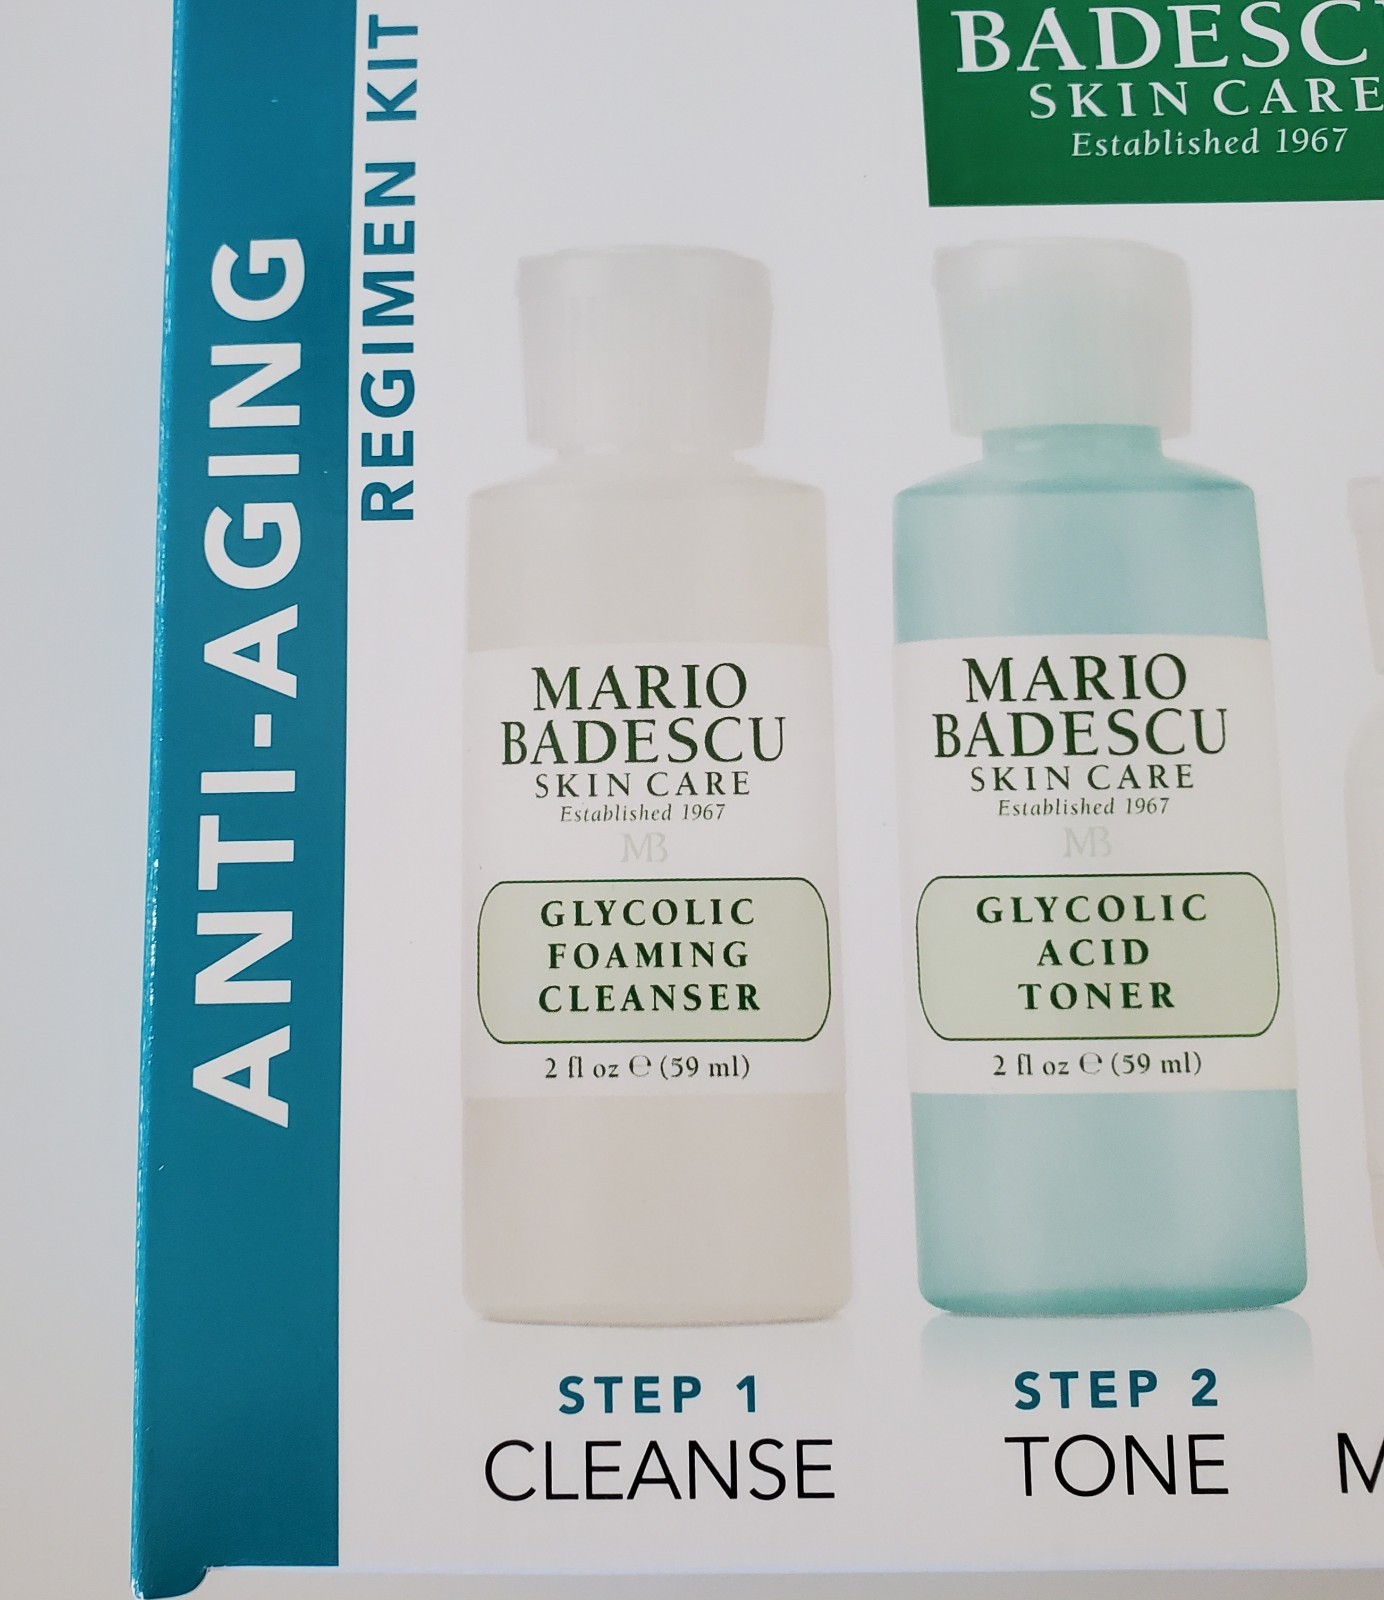 ANTI-AGING
REGIMEN KIT
BADESC
SKIN CARE
Established 1967
MARIO
BADESCU
SKIN CARE
Established 1967
MB
GLYCOLIC
FOAMING
CLEANSER
2 fl oz ℮ (59 ml)
STEP 1
CLEANSE
MARIO
BADESCU
SKIN CARE
Established 1967
MB
GLYCOLIC
ACID
TONER
2 fl oz ℮ (59 ml)
STEP 2
TONE